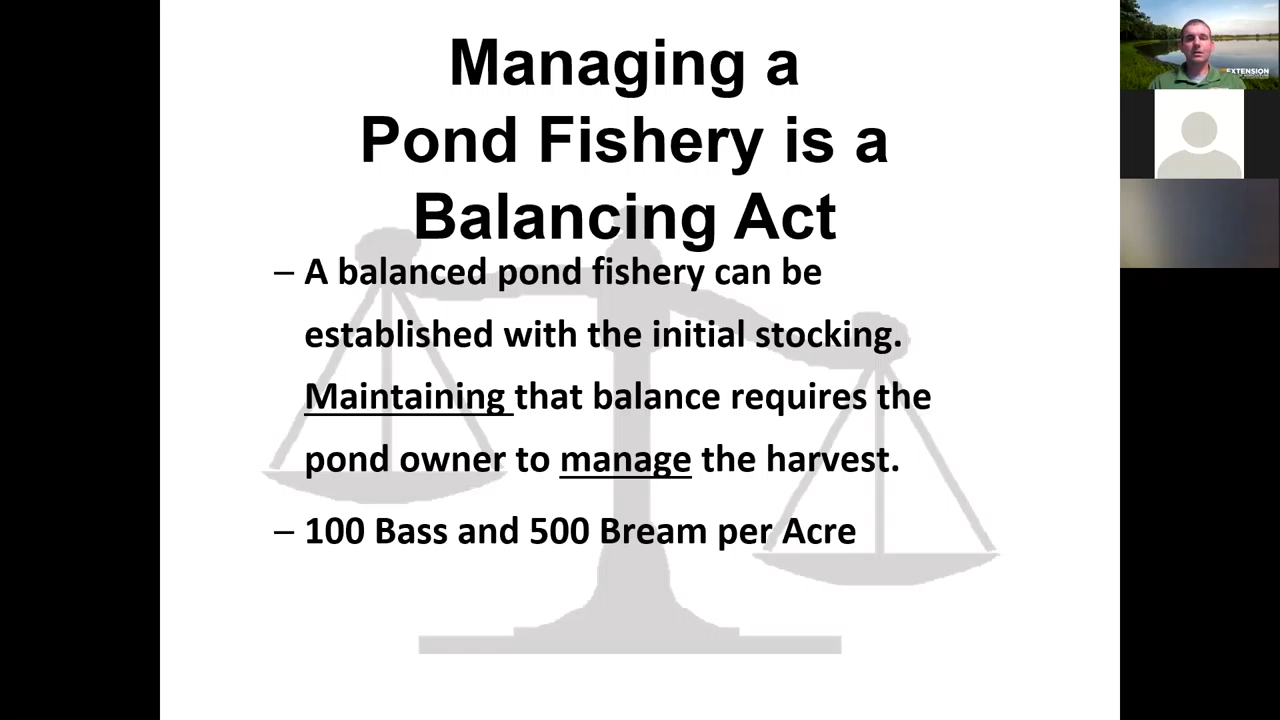 Managing a
Pond Fishery is a
Balancing Act
– A balanced pond fishery can be
established with the initial stocking.
Maintaining that balance requires the
pond owner to manage the harvest.
– 100 Bass and 500 Bream per Acre
EXTENSION